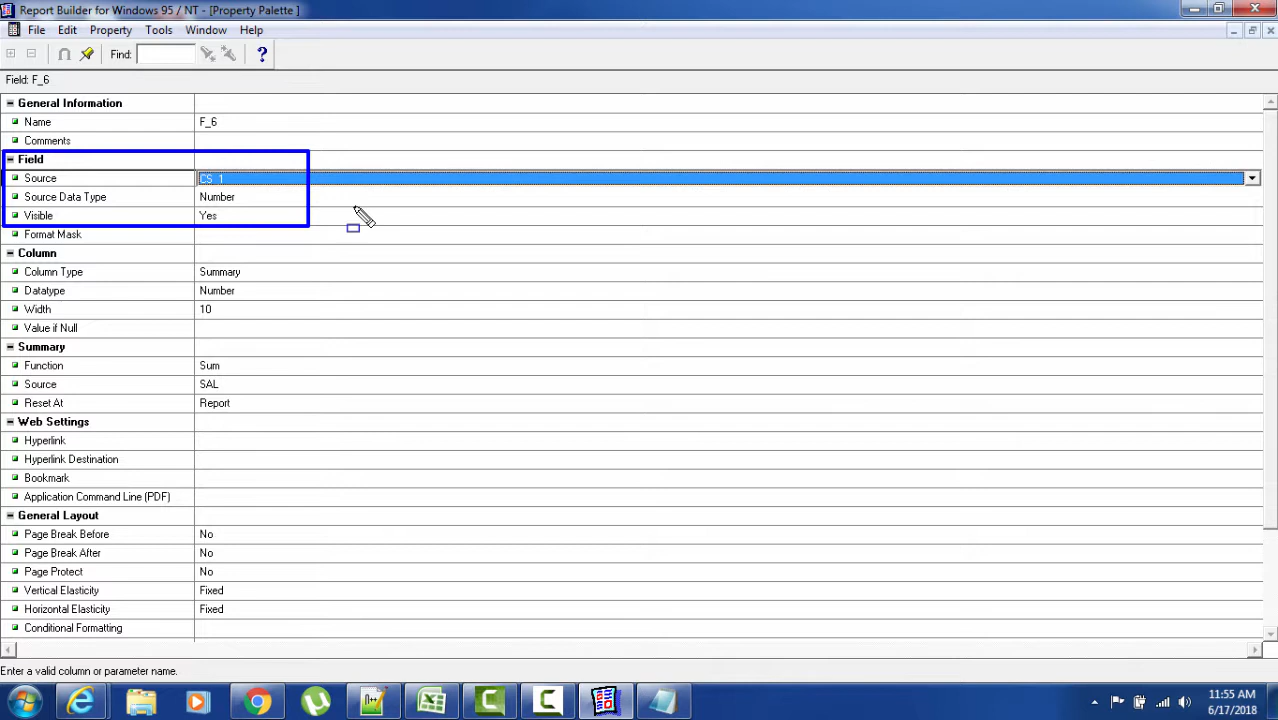 Report Builder for Windows 95 / NT - [Property Palette ]
File Edit Property Tools Window Help
Find: ?
Field: F_6
General Information
Name F_6
Comments
Field
Source CS_1
Source Data Type Number
Visible Yes
Format Mask
Column
Column Type Summary
Datatype Number
Width 10
Value if Null
Summary
Function Sum
Source SAL
Reset At Report
Web Settings
Hyperlink
Hyperlink Destination
Bookmark
Application Command Line (PDF)
General Layout
Page Break Before No
Page Break After No
Page Protect No
Vertical Elasticity Fixed
Horizontal Elasticity Fixed
Conditional Formatting
Enter a valid column or parameter name.
11:55 AM
6/17/2018